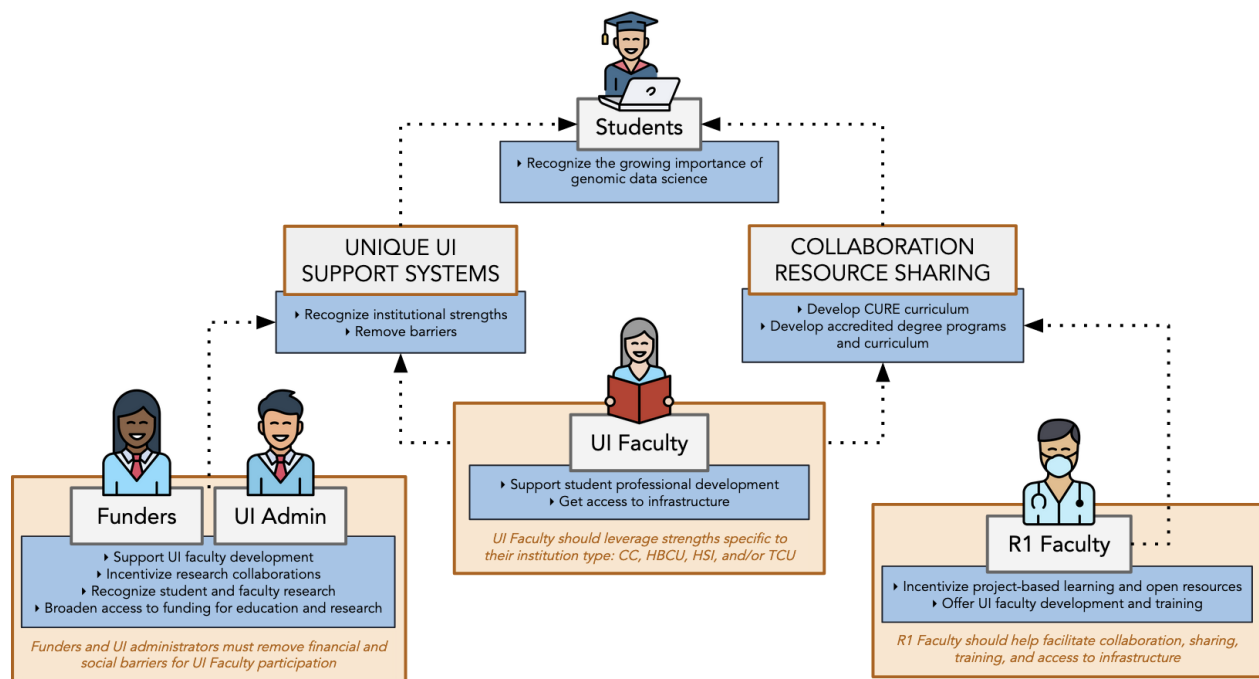 Students
‣ Recognize the growing importance of
genomic data science
UNIQUE UI
SUPPORT SYSTEMS
‣ Recognize institutional strengths
‣ Remove barriers
COLLABORATION
RESOURCE SHARING
‣ Develop CURE curriculum
‣ Develop accredited degree programs
and curriculum
Funders
UI Admin
‣ Support UI faculty development
‣ Incentivize research collaborations
‣ Recognize student and faculty research
‣ Broaden access to funding for education and research
Funders and UI administrators must remove financial and
social barriers for UI Faculty participation
UI Faculty
‣ Support student professional development
‣ Get access to infrastructure
UI Faculty should leverage strengths specific to
their institution type: CC, HBCU, HSI, and/or TCU
R1 Faculty
‣ Incentivize project-based learning and open resources
‣ Offer UI faculty development and training
R1 Faculty should help facilitate collaboration, sharing,
training, and access to infrastructure